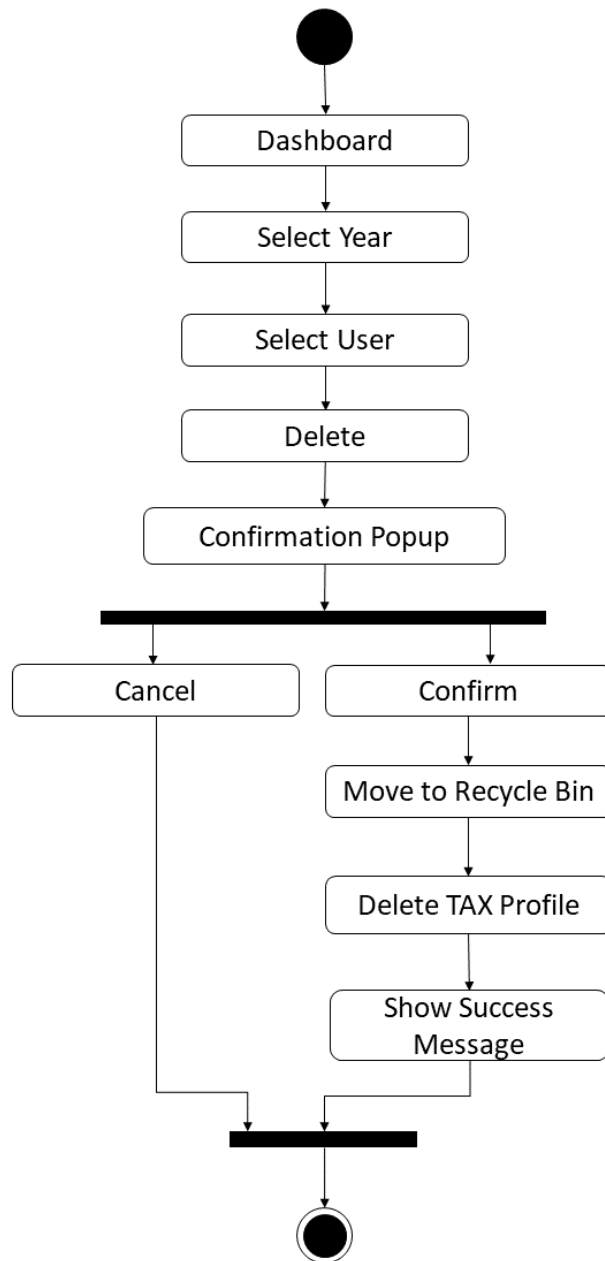 Dashboard
Select Year
Select User
Delete
Confirmation Popup
Cancel
Confirm
Move to Recycle Bin
Delete TAX Profile
Show Success
Message